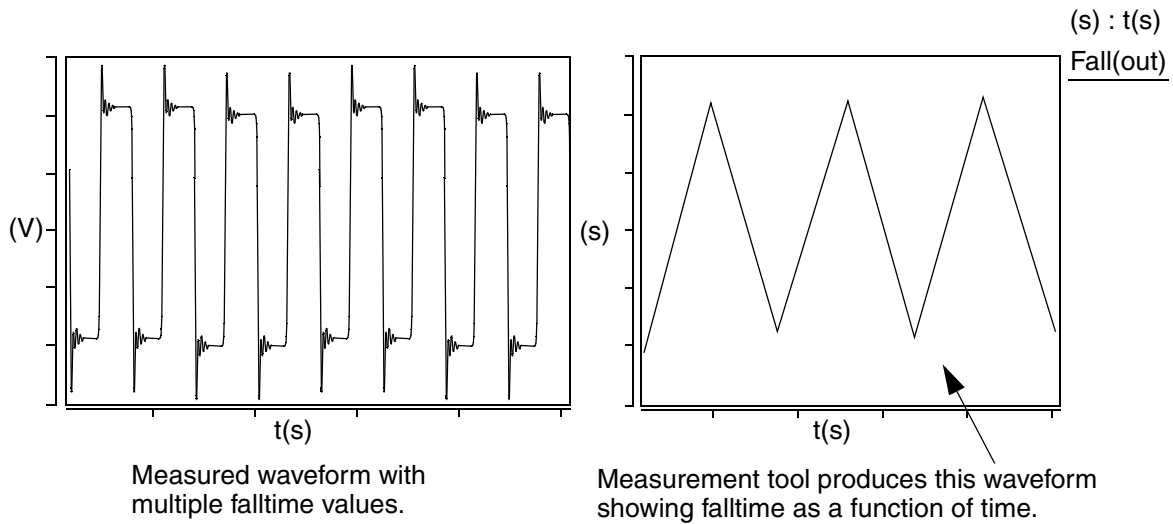 (s) : t(s)
Fall(out)
(V)
(s)
t(s)
t(s)
Measured waveform with
multiple falltime values.
Measurement tool produces this waveform
showing falltime as a function of time.